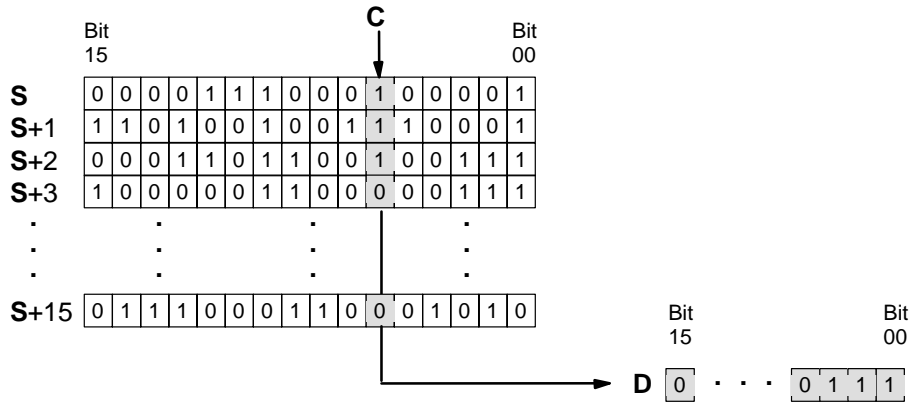 C
Bit Bit
15 00
S 0 0 0 0 1 1 1 0 0 0 1 0 0 0 0 1
S+1 1 1 0 1 0 0 1 0 0 1 1 1 0 0 0 1
S+2 0 0 0 1 1 0 1 1 0 0 1 0 0 1 1 1
S+3 1 0 0 0 0 0 1 1 0 0 0 0 0 1 1 1
. . . .
. . . .
. . . .
S+15 0 1 1 1 0 0 0 1 1 0 0 0 1 0 1 0
Bit Bit
15 00
D 0 . . . 0 1 1 1